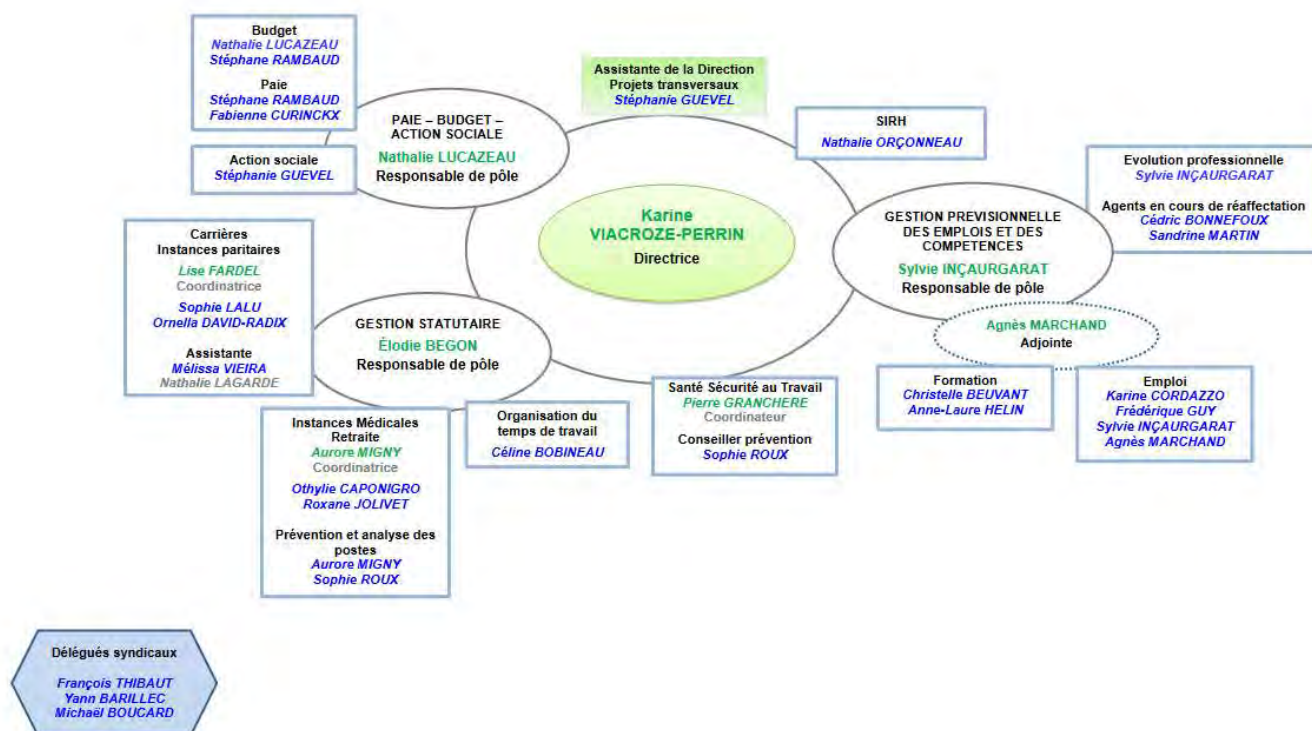 Budget
Nathalie LUCAZEAU
Stéphane RAMBAUD
Paie
Stéphane RAMBAUD
Fabienne CURINCKX
Action sociale
Stéphanie GUEVEL
PAIE – BUDGET –
ACTION SOCIALE
Nathalie LUCAZEAU
Responsable de pôle
Assistante de la Direction
Projets transversaux
Stéphanie GUEVEL
SIRH
Nathalie ORÇONNEAU
Karine
VIACROZE-PERRIN
Directrice
GESTION PREVISIONNELLE
DES EMPLOIS ET DES
COMPETENCES
Sylvie INÇAURGARAT
Responsable de pôle
Evolution professionnelle
Sylvie INÇAURGARAT
Agents en cours de réaffectation
Cédric BONNEFOUX
Sandrine MARTIN
Agnès MARCHAND
Adjointe
Formation
Christelle BEUVANT
Anne-Laure HELIN
Emploi
Karine CORDAZZO
Frédérique GUY
Sylvie INÇAURGARAT
Agnès MARCHAND
Carrières
Instances paritaires
Lise FARDEL
Coordinatrice
Sophie LALU
Ornella DAVID-RADIX
Assistante
Mélissa VIEIRA
Nathalie LAGARDE
GESTION STATUTAIRE
Élodie BEGON
Responsable de pôle
Instances Médicales
Retraite
Aurore MIGNY
Coordinatrice
Othylie CAPONIGRO
Roxane JOLIVET
Prévention et analyse des
postes
Aurore MIGNY
Sophie ROUX
Organisation du
temps de travail
Céline BOBINEAU
Santé Sécurité au Travail
Pierre GRANCHERE
Coordinateur
Conseiller prévention
Sophie ROUX
Délégués syndicaux
François THIBAUT
Yann BARILLEC
Michaël BOUCARD